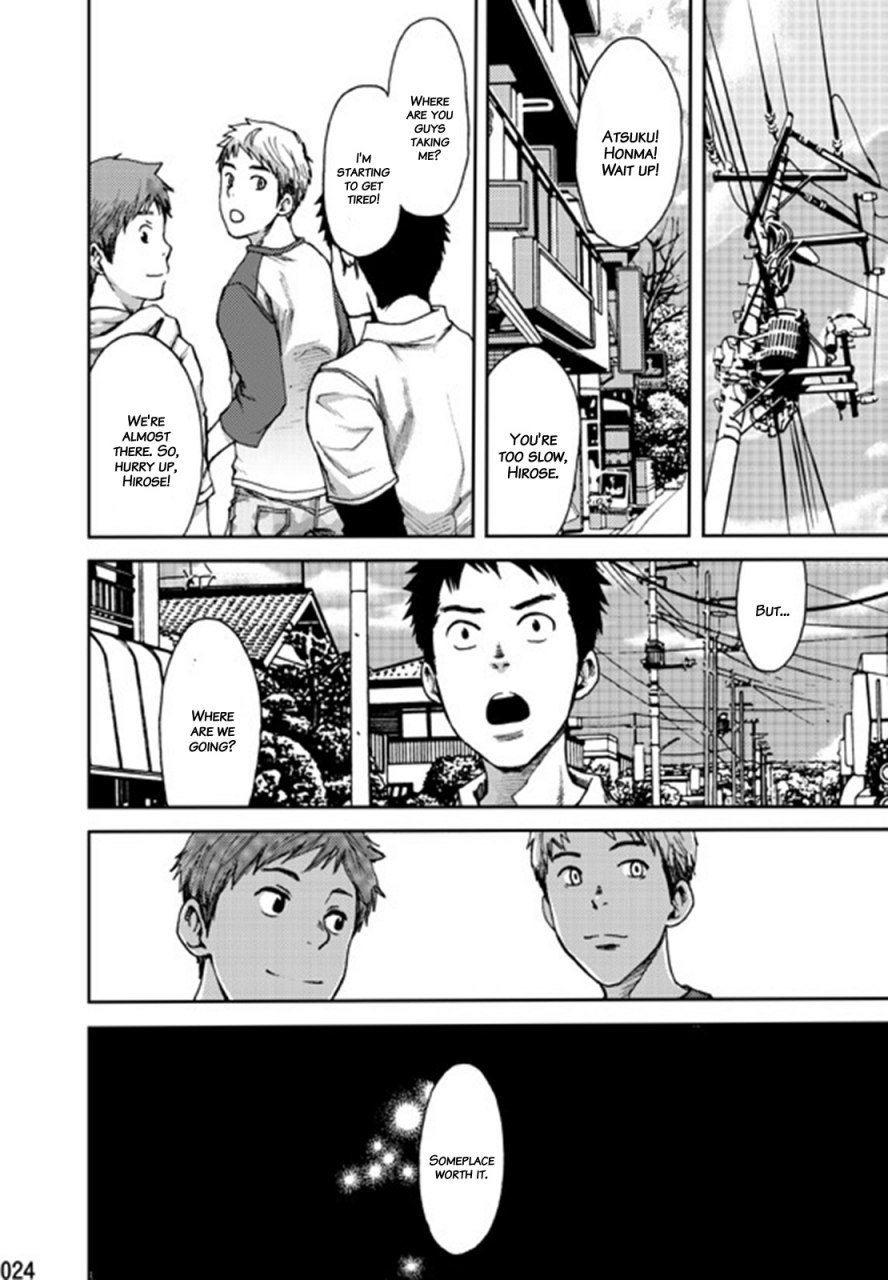 ATSUKU!
HONMA!
WAIT UP!
YOU'RE
TOO SLOW,
HIROSE.
WHERE
ARE YOU
GUYS
TAKING
ME?
I'M
STARTING
TO GET
TIRED!
WE'RE
ALMOST
THERE. SO,
HURRY UP,
HIROSE!
BUT...
WHERE
ARE WE
GOING?
SOMEPLACE
WORTH IT.
024